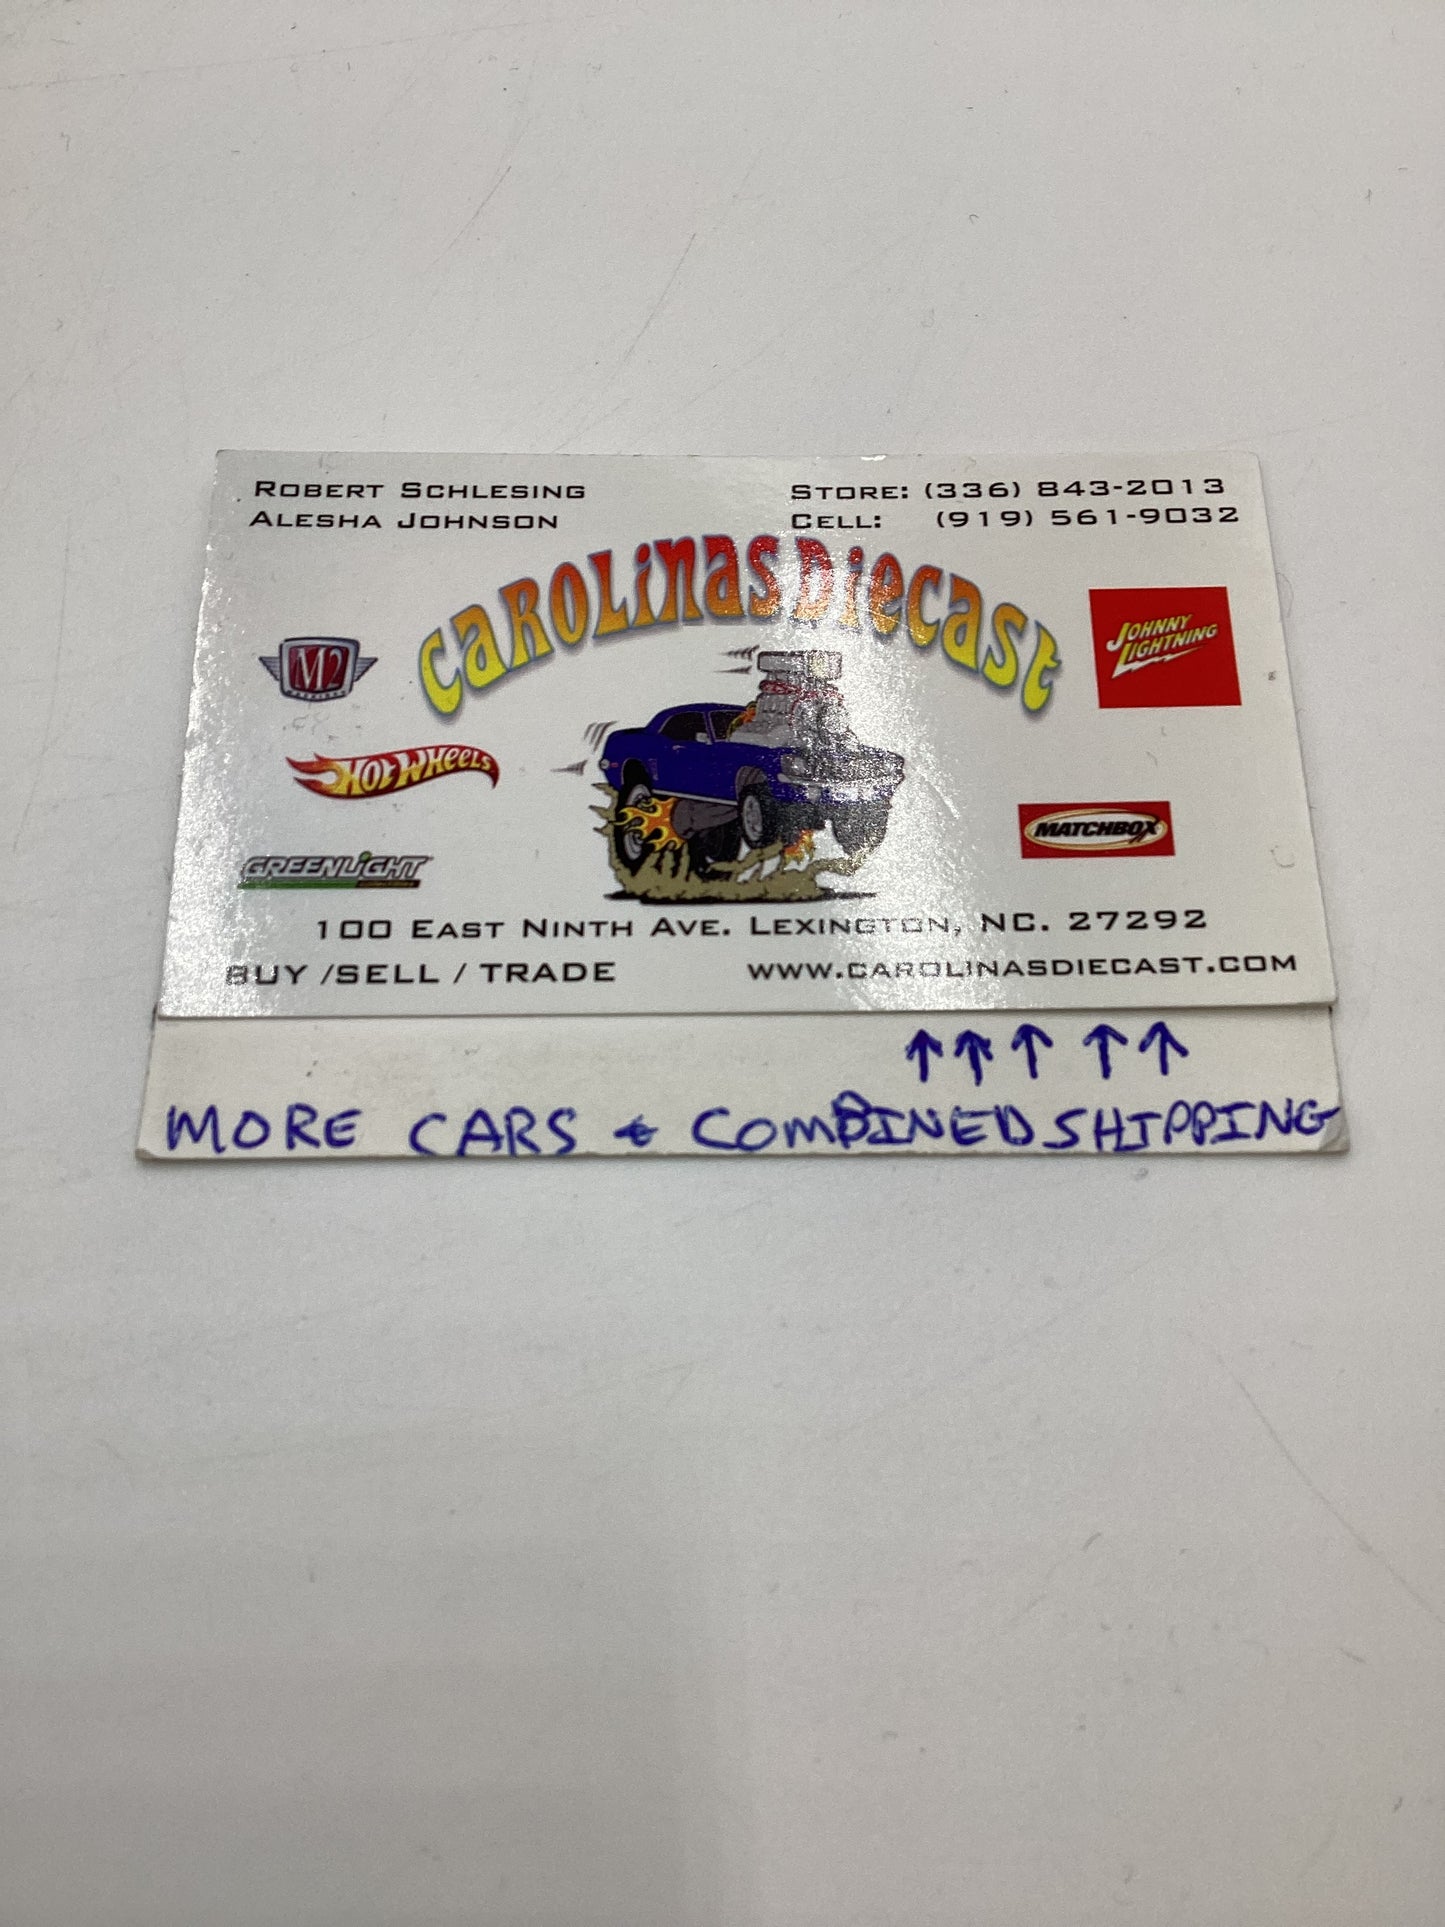 ROBERT SCHLESING
ALESHA JOHNSON
STORE: (336) 843-2013
CELL: (919) 561-9032
CAROLINAS DIECAST
M2
JOHNNY
LIGHTNING
HOT WHEELS
MATCHBOX
GREENLIGHT
100 EAST NINTH AVE. LEXINGTON, NC. 27292
BUY /SELL / TRADE
WWW.CAROLINASDIECAST.COM
MORE CARS & COMBINED SHIPPING